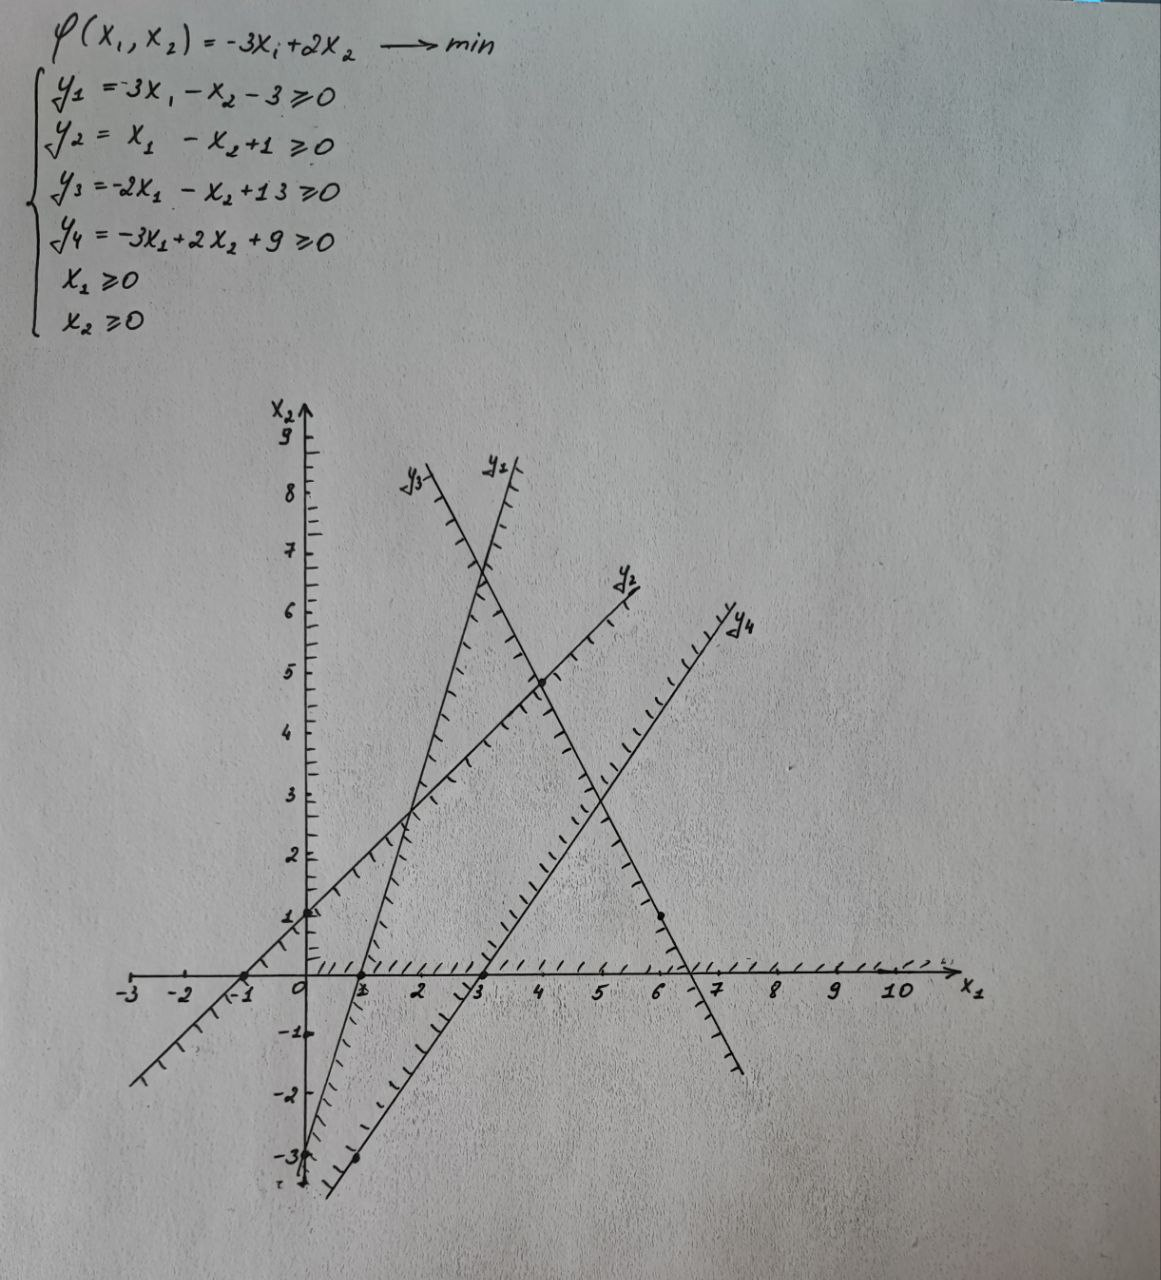 φ(x₁, x₂) = -3x₁ + 2x₂ → min
y₁ = 3x₁ - x₂ - 3 ⩾ 0
y₂ = x₁ - x₂ + 1 ⩾ 0
y₃ = -2x₁ - x₂ + 13 ⩾ 0
y₄ = -3x₁ + 2x₂ + 9 ⩾ 0
x₁ ⩾ 0
x₂ ⩾ 0
x₂
9
y₃ y₁
8
7
y₂
6
y₄
5
4
3
2
1
-3 -2 -1 0 1 2 3 4 5 6 7 8 9 10 x₁
-1
-2
-3